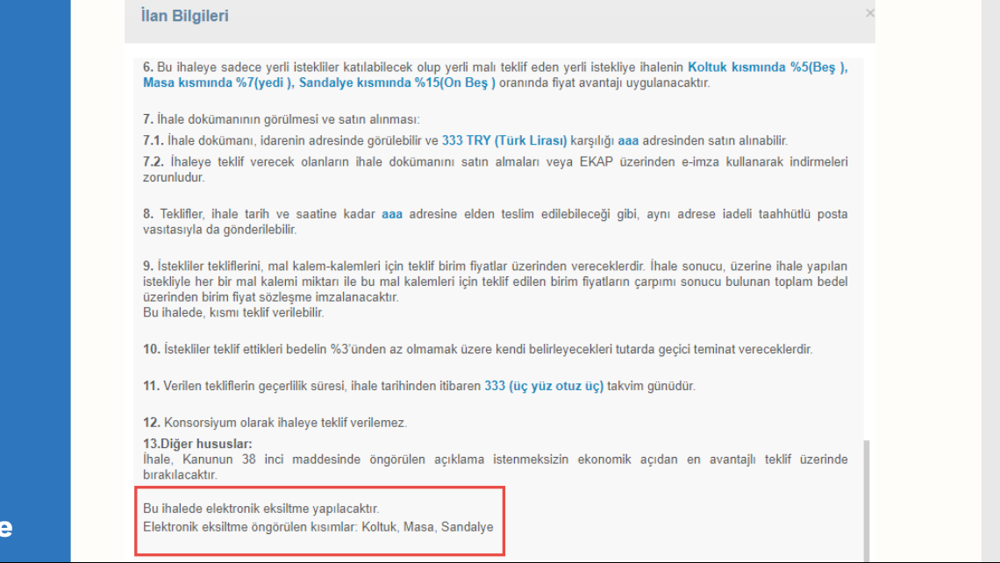 İlan Bilgileri
×
6. Bu ihaleye sadece yerli istekliler katılabilecek olup yerli malı teklif eden yerli istekliye ihalenin Koltuk kısmında %5(Beş ),
Masa kısmında %7(yedi ), Sandalye kısmında %15(On Beş ) oranında fiyat avantajı uygulanacaktır.
7. İhale dokümanının görülmesi ve satın alınması:
7.1. İhale dokümanı, idarenin adresinde görülebilir ve 333 TRY (Türk Lirası) karşılığı aaa adresinden satın alınabilir.
7.2. İhaleye teklif verecek olanların ihale dokümanını satın almaları veya EKAP üzerinden e-imza kullanarak indirmeleri
zorunludur.
8. Teklifler, ihale tarih ve saatine kadar aaa adresine elden teslim edilebileceği gibi, aynı adrese iadeli taahhütlü posta
vasıtasıyla da gönderilebilir.
9. İstekliler tekliflerini, mal kalem-kalemleri için teklif birim fiyatlar üzerinden vereceklerdir. İhale sonucu, üzerine ihale yapılan
istekliyle her bir mal kalemi miktarı ile bu mal kalemleri için teklif edilen birim fiyatların çarpımı sonucu bulunan toplam bedel
üzerinden birim fiyat sözleşme imzalanacaktır.
Bu ihalede, kısmı teklif verilebilir.
10. İstekliler teklif ettikleri bedelin %3'ünden az olmamak üzere kendi belirleyecekleri tutarda geçici teminat vereceklerdir.
11. Verilen tekliflerin geçerlilik süresi, ihale tarihinden itibaren 333 (üç yüz otuz üç) takvim günüdür.
12. Konsorsiyum olarak ihaleye teklif verilemez.
13.Diğer hususlar:
İhale, Kanunun 38 inci maddesinde öngörülen açıklama istenmeksizin ekonomik açıdan en avantajlı teklif üzerinde
bırakılacaktır.
Bu ihalede elektronik eksiltme yapılacaktır.
Elektronik eksiltme öngörülen kısımlar: Koltuk, Masa, Sandalye
e